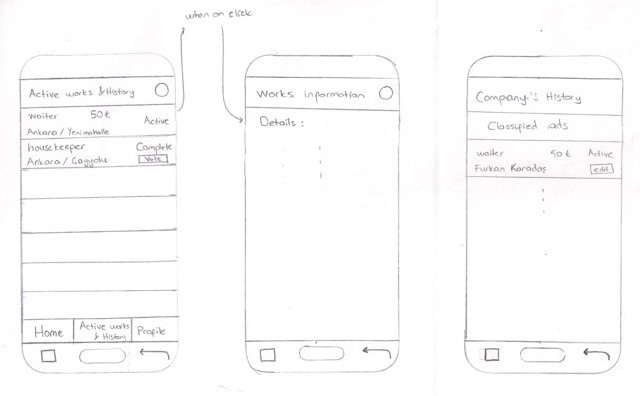 when on click
Active works & History
waiter 50₺ Active
Ankara / Yenimahalle
housekeeper Complete
Ankara / Çayyolu Vote
Home Active works & History Profile
Works information
Details :
Company's History
Classified ads
waiter 50₺ Active
Furkan Karadaş edit